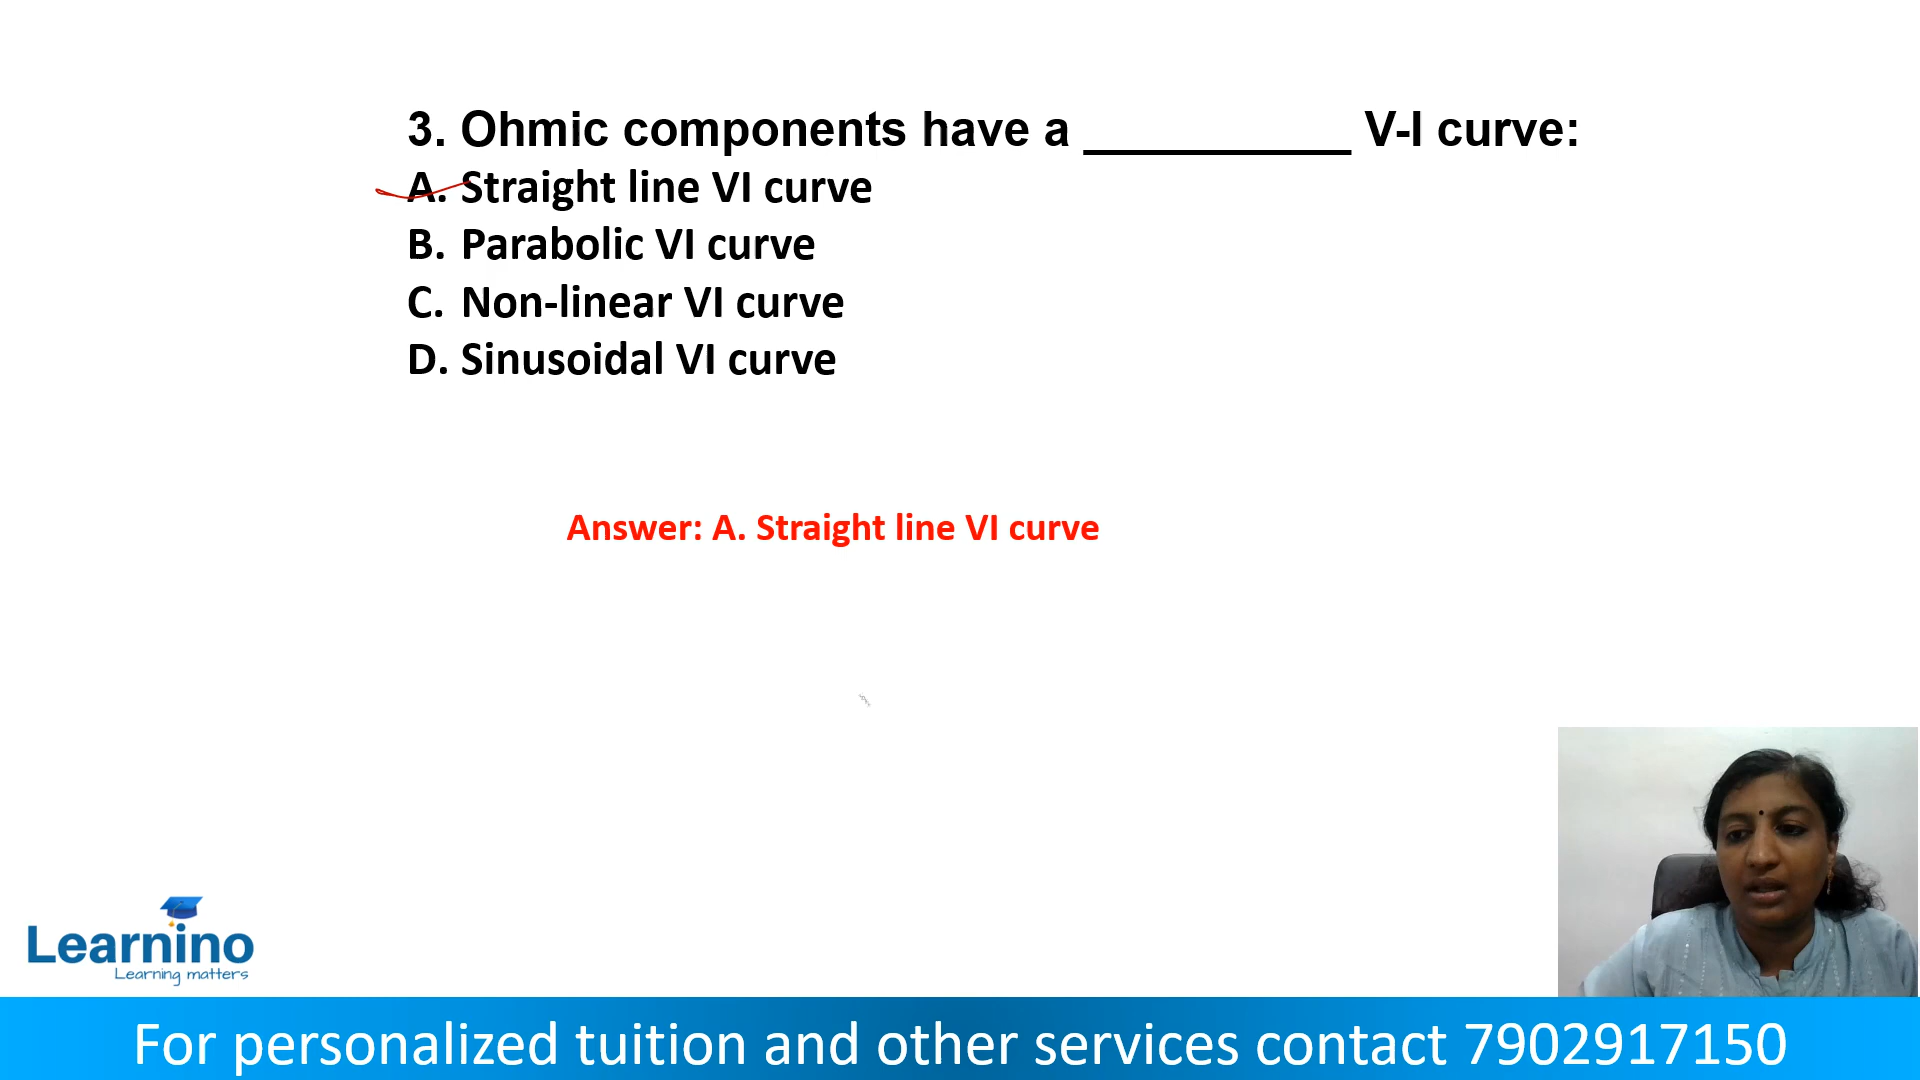 3. Ohmic components have a __________ V-I curve:
A. Straight line VI curve
B. Parabolic VI curve
C. Non-linear VI curve
D. Sinusoidal VI curve
Answer: A. Straight line VI curve
Learnino
Learning matters
For personalized tuition and other services contact 7902917150